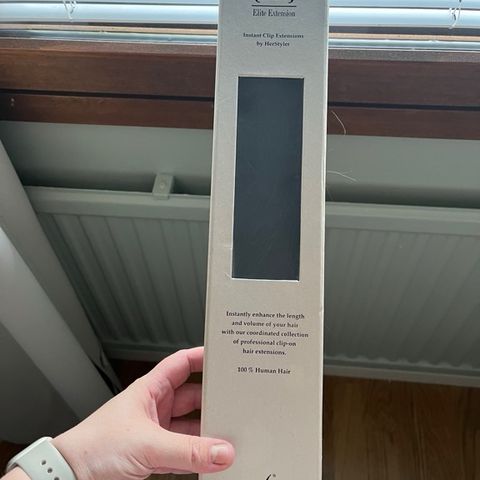 Elite Extension
Instant Clip Extensions
by HerStyler
Instantly enhance the length
and volume of your hair
with our coordinated collection
of professional clip-on
hair extensions.
100 % Human Hair